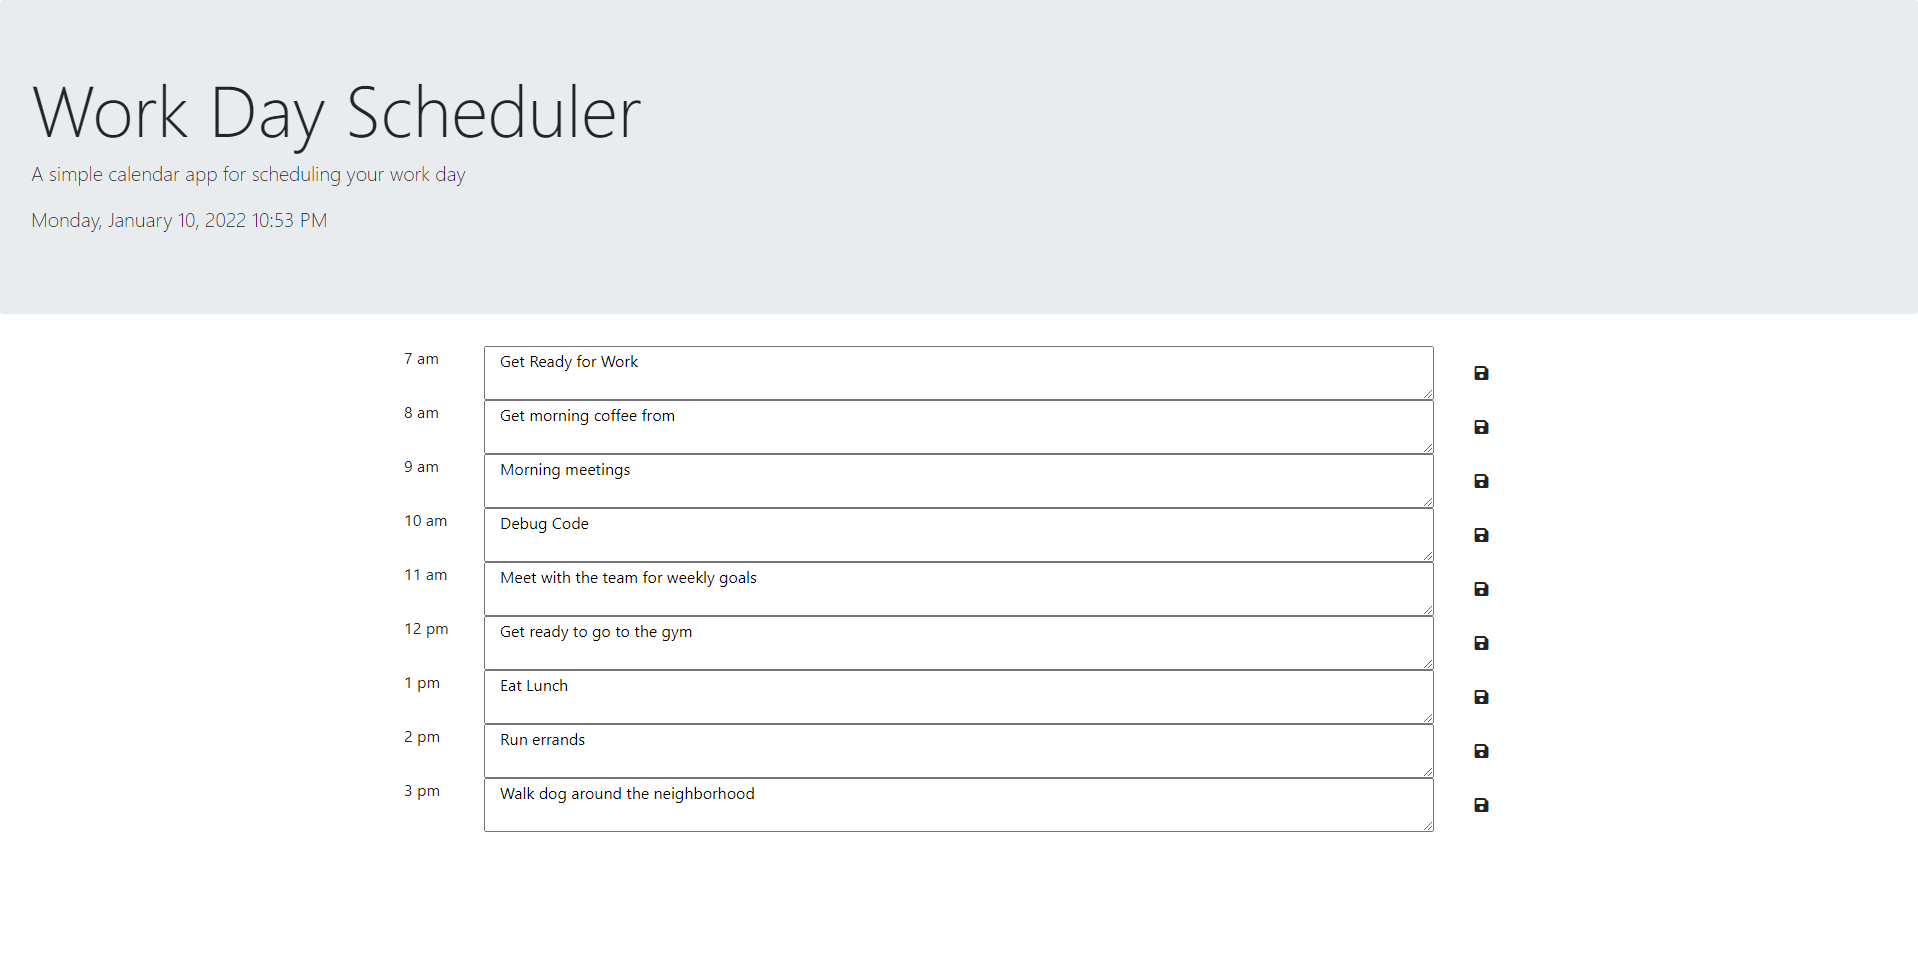 Work Day Scheduler
A simple calendar app for scheduling your work day
Monday, January 10, 2022 10:53 PM
7 am Get Ready for Work
8 am Get morning coffee from
9 am Morning meetings
10 am Debug Code
11 am Meet with the team for weekly goals
12 pm Get ready to go to the gym
1 pm Eat Lunch
2 pm Run errands
3 pm Walk dog around the neighborhood